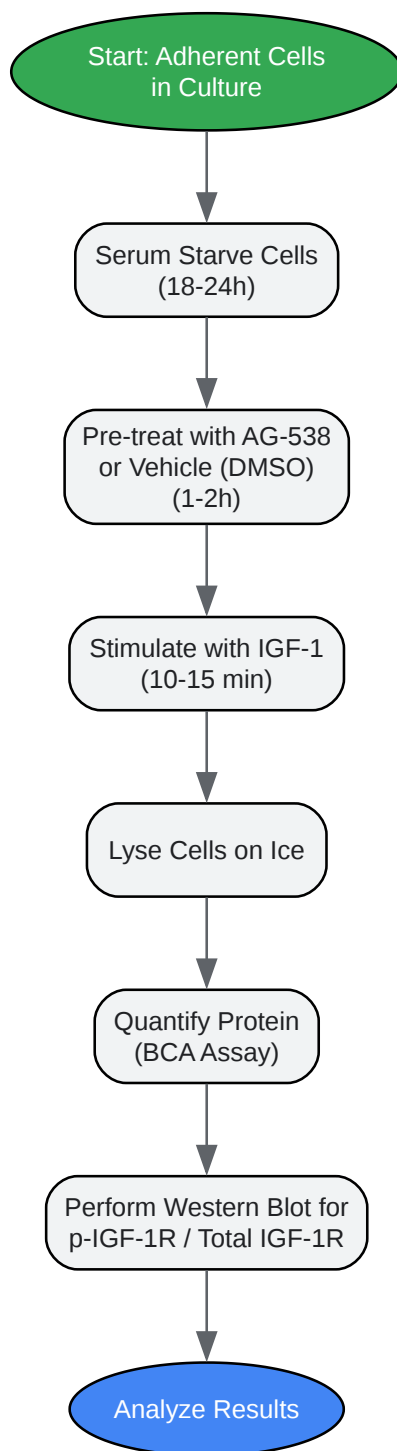 Start: Adherent Cells
in Culture
Serum Starve Cells
(18-24h)
Pre-treat with AG-538
or Vehicle (DMSO)
(1-2h)
Stimulate with IGF-1
(10-15 min)
Lyse Cells on Ice
Quantify Protein
(BCA Assay)
Perform Western Blot for
p-IGF-1R / Total IGF-1R
Analyze Results